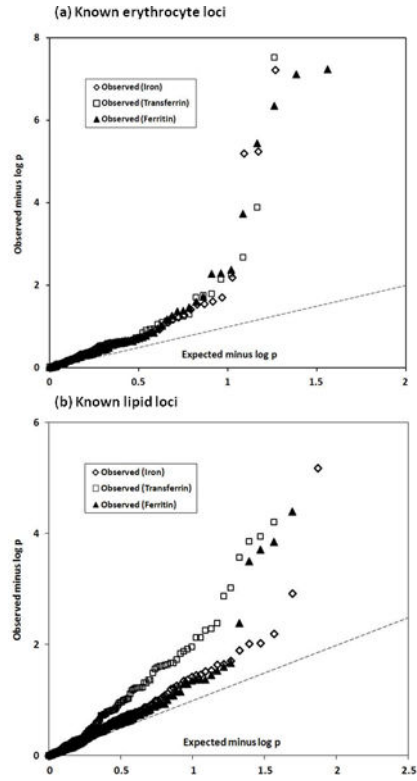 (a) Known erythrocyte loci
8
Observed (Iron)
Observed (Transferrin)
Observed (Ferritin)
6
Observed minus log p
4
2
Expected minus log p
0
0 0.5 1 1.5 2
(b) Known lipid loci
6
Observed (Iron)
Observed (Transferrin)
Observed (Ferritin)
4
Observed minus log p
2
Expected minus log p
0
0 0.5 1 1.5 2 2.5